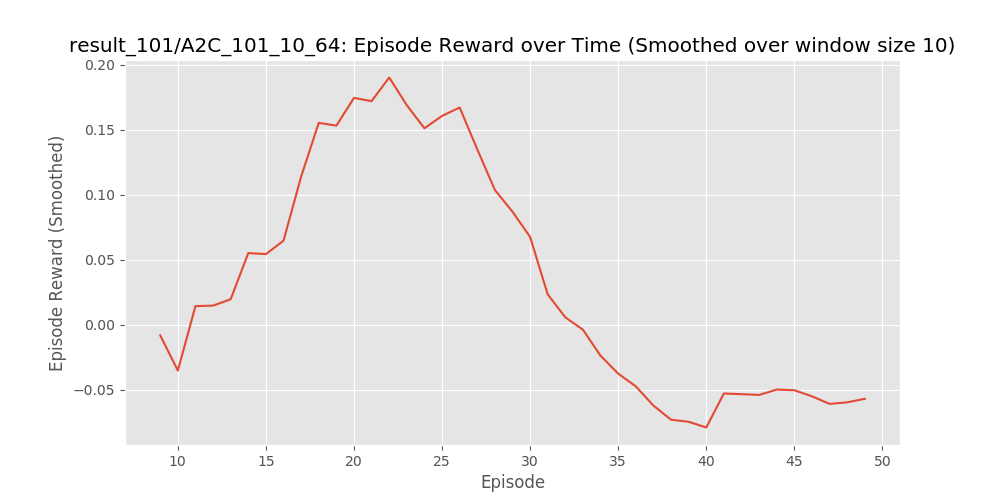 result_101/A2C_101_10_64: Episode Reward over Time (Smoothed over window size 10)
0.20
0.15
0.10
0.05
0.00
−0.05
Episode Reward (Smoothed)
10 15 20 25 30 35 40 45 50
Episode